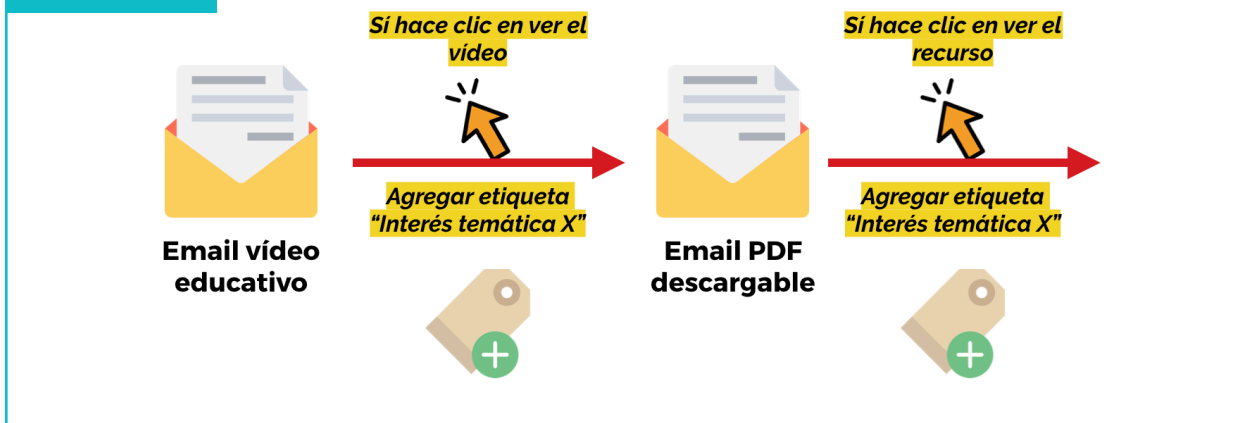 Sí hace clic en ver el
vídeo
Sí hace clic en ver el
recurso
Agregar etiqueta
“Interés temática X”
Agregar etiqueta
“Interés temática X”
Email vídeo
educativo
Email PDF
descargable